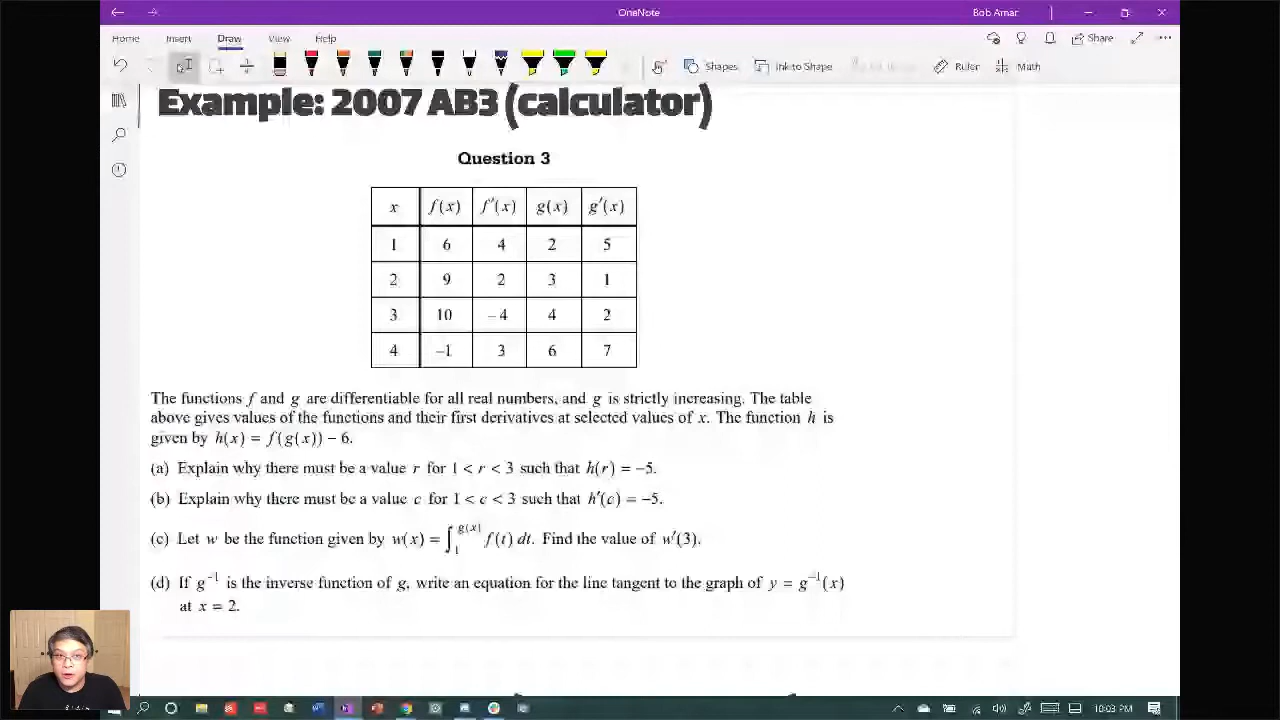 OneNote
Bob Amar
Home Insert Draw View Help
Share
Shapes Ink to Shape Ruler Math
Example: 2007 AB3 (calculator)
Question 3
x f(x) f′(x) g(x) g′(x)
1 6 4 2 5
2 9 2 3 1
3 10 −4 4 2
4 −1 3 6 7
The functions f and g are differentiable for all real numbers, and g is strictly increasing. The table
above gives values of the functions and their first derivatives at selected values of x. The function h is
given by h(x) = f(g(x)) − 6.
(a) Explain why there must be a value r for 1 < r < 3 such that h(r) = −5.
(b) Explain why there must be a value c for 1 < c < 3 such that h′(c) = −5.
(c) Let w be the function given by w(x) = ∫₁^g(x) f(t) dt. Find the value of w′(3).
(d) If g⁻¹ is the inverse function of g, write an equation for the line tangent to the graph of y = g⁻¹(x)
at x = 2.
10:03 PM